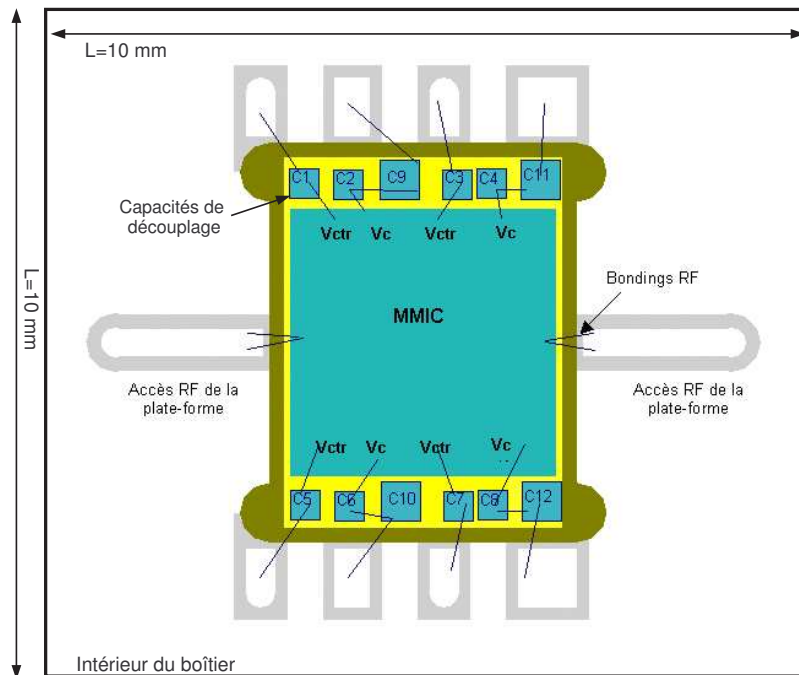 L=10 mm
C1
C2
C9
C3
C4
C11
Capacités de
découplage
Vctr
Vc
Vctr
Vc
L=10 mm
Bondings RF
MMIC
Accès RF de la
plate-forme
Accès RF de la
plate-forme
Vctr
Vc
Vctr
Vc
C5
C6
C10
C7
C8
C12
Intérieur du boîtier